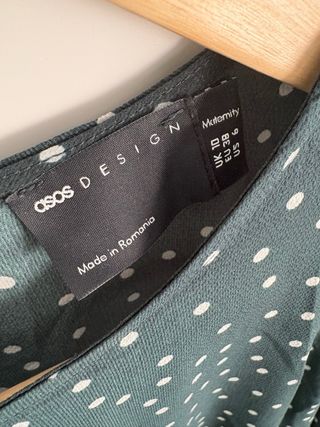 asos DESIGN
Made in Romania
Maternity
UK 10
EU 38
US 6